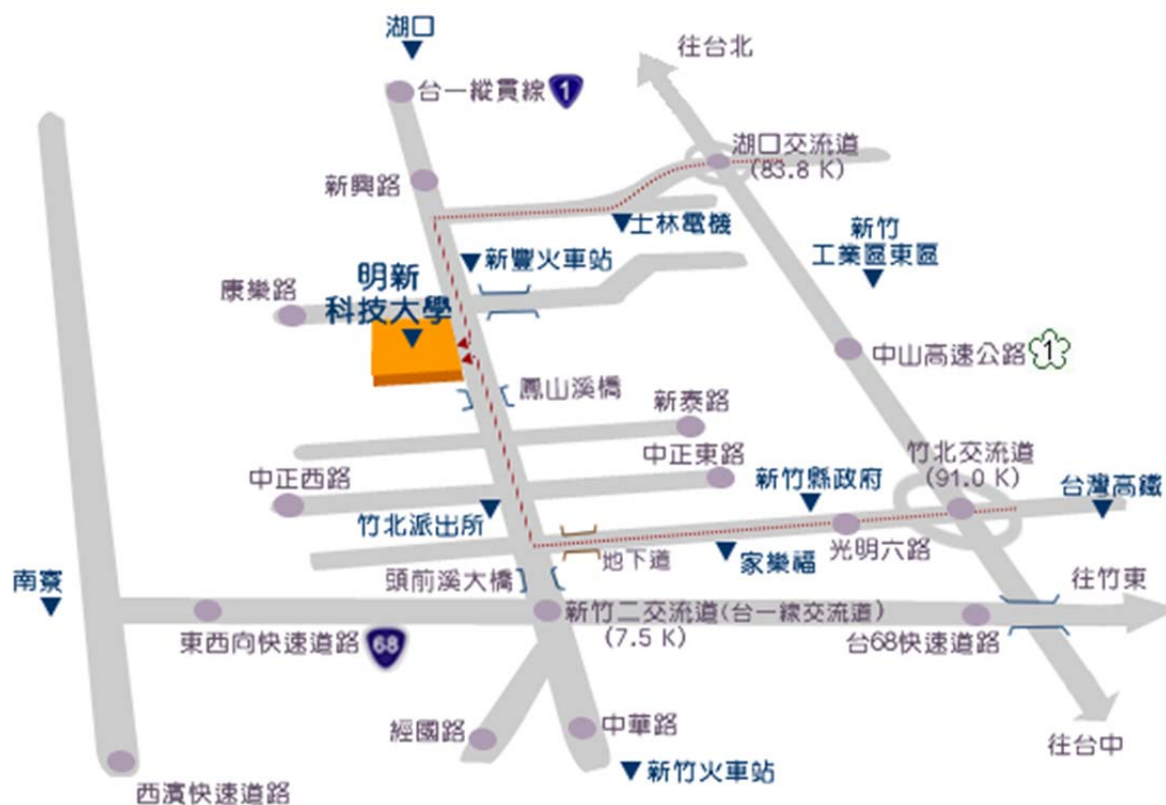 湖口
往台北
台一縱貫線 1
湖口交流道
(83.8 K)
新興路
士林電機
新竹
工業區東區
新豐火車站
明新
科技大學
康樂路
中山高速公路 1
鳳山溪橋
新泰路
竹北交流道
(91.0 K)
中正東路
中正西路
新竹縣政府
台灣高鐵
竹北派出所
光明六路
地下道
家樂福
頭前溪大橋
南寮
往竹東
新竹二交流道(台一線交流道)
(7.5 K)
東西向快速道路 68
台68快速道路
經國路
中華路
往台中
新竹火車站
西濱快速道路